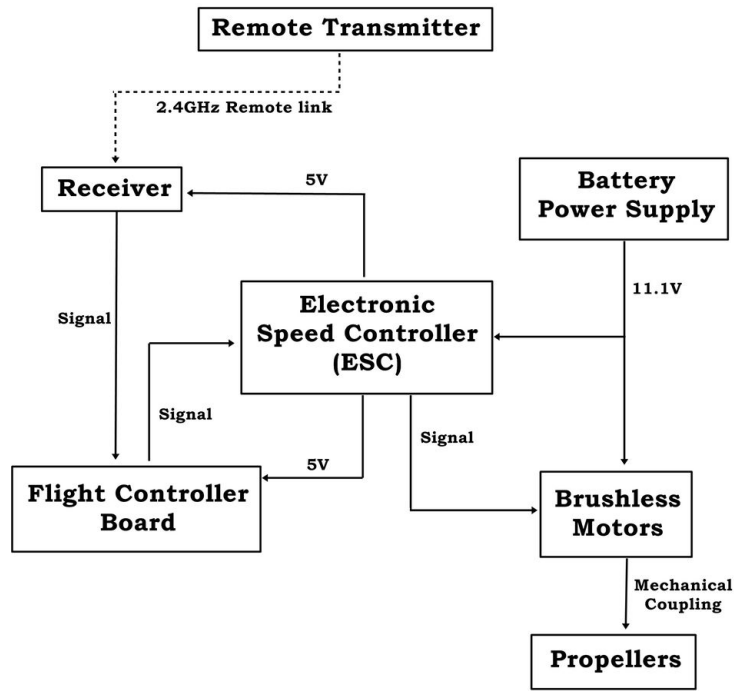 Remote Transmitter
2.4GHz Remote link
Receiver
5V
Battery
Power Supply
11.1V
Signal
Electronic
Speed Controller
(ESC)
Signal
Signal
5V
Flight Controller
Board
Brushless
Motors
Mechanical
Coupling
Propellers